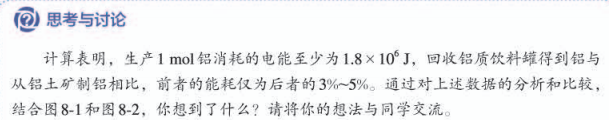 思考与讨论
计算表明，生产1 mol铝消耗的电能至少为1.8×10⁶ J，回收铝质饮料罐得到铝与
从铝土矿制铝相比，前者的能耗仅为后者的3%~5%。通过对上述数据的分析和比较，
结合图8-1和图8-2，你想到了什么？请将你的想法与同学交流。